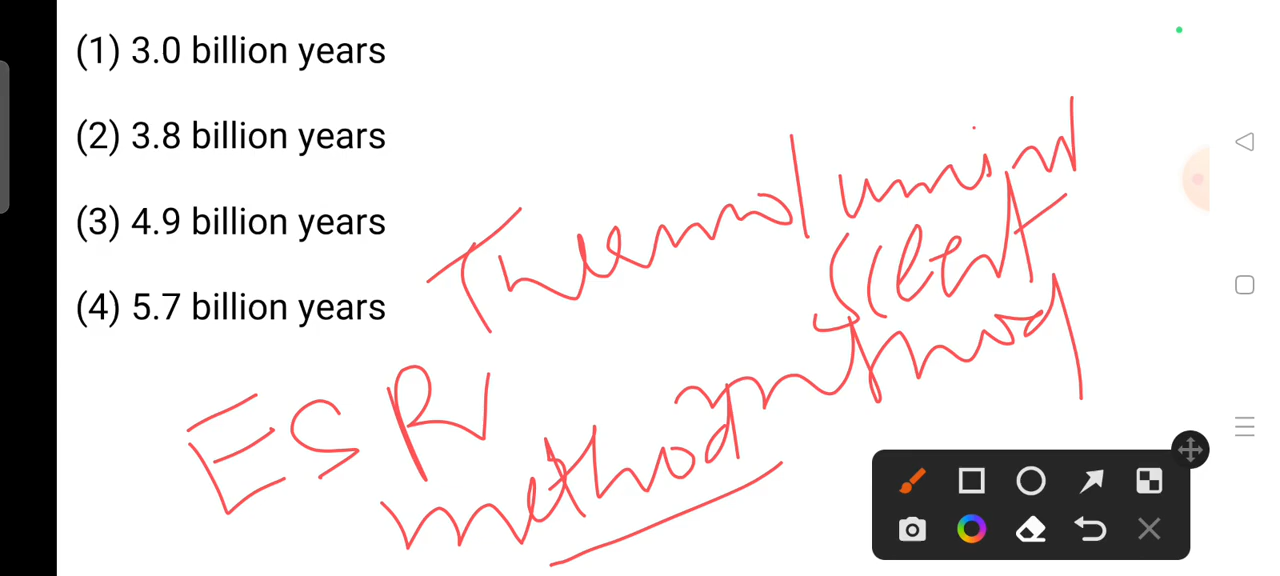 (1) 3.0 billion years
(2) 3.8 billion years
(3) 4.9 billion years
(4) 5.7 billion years
ESR
method